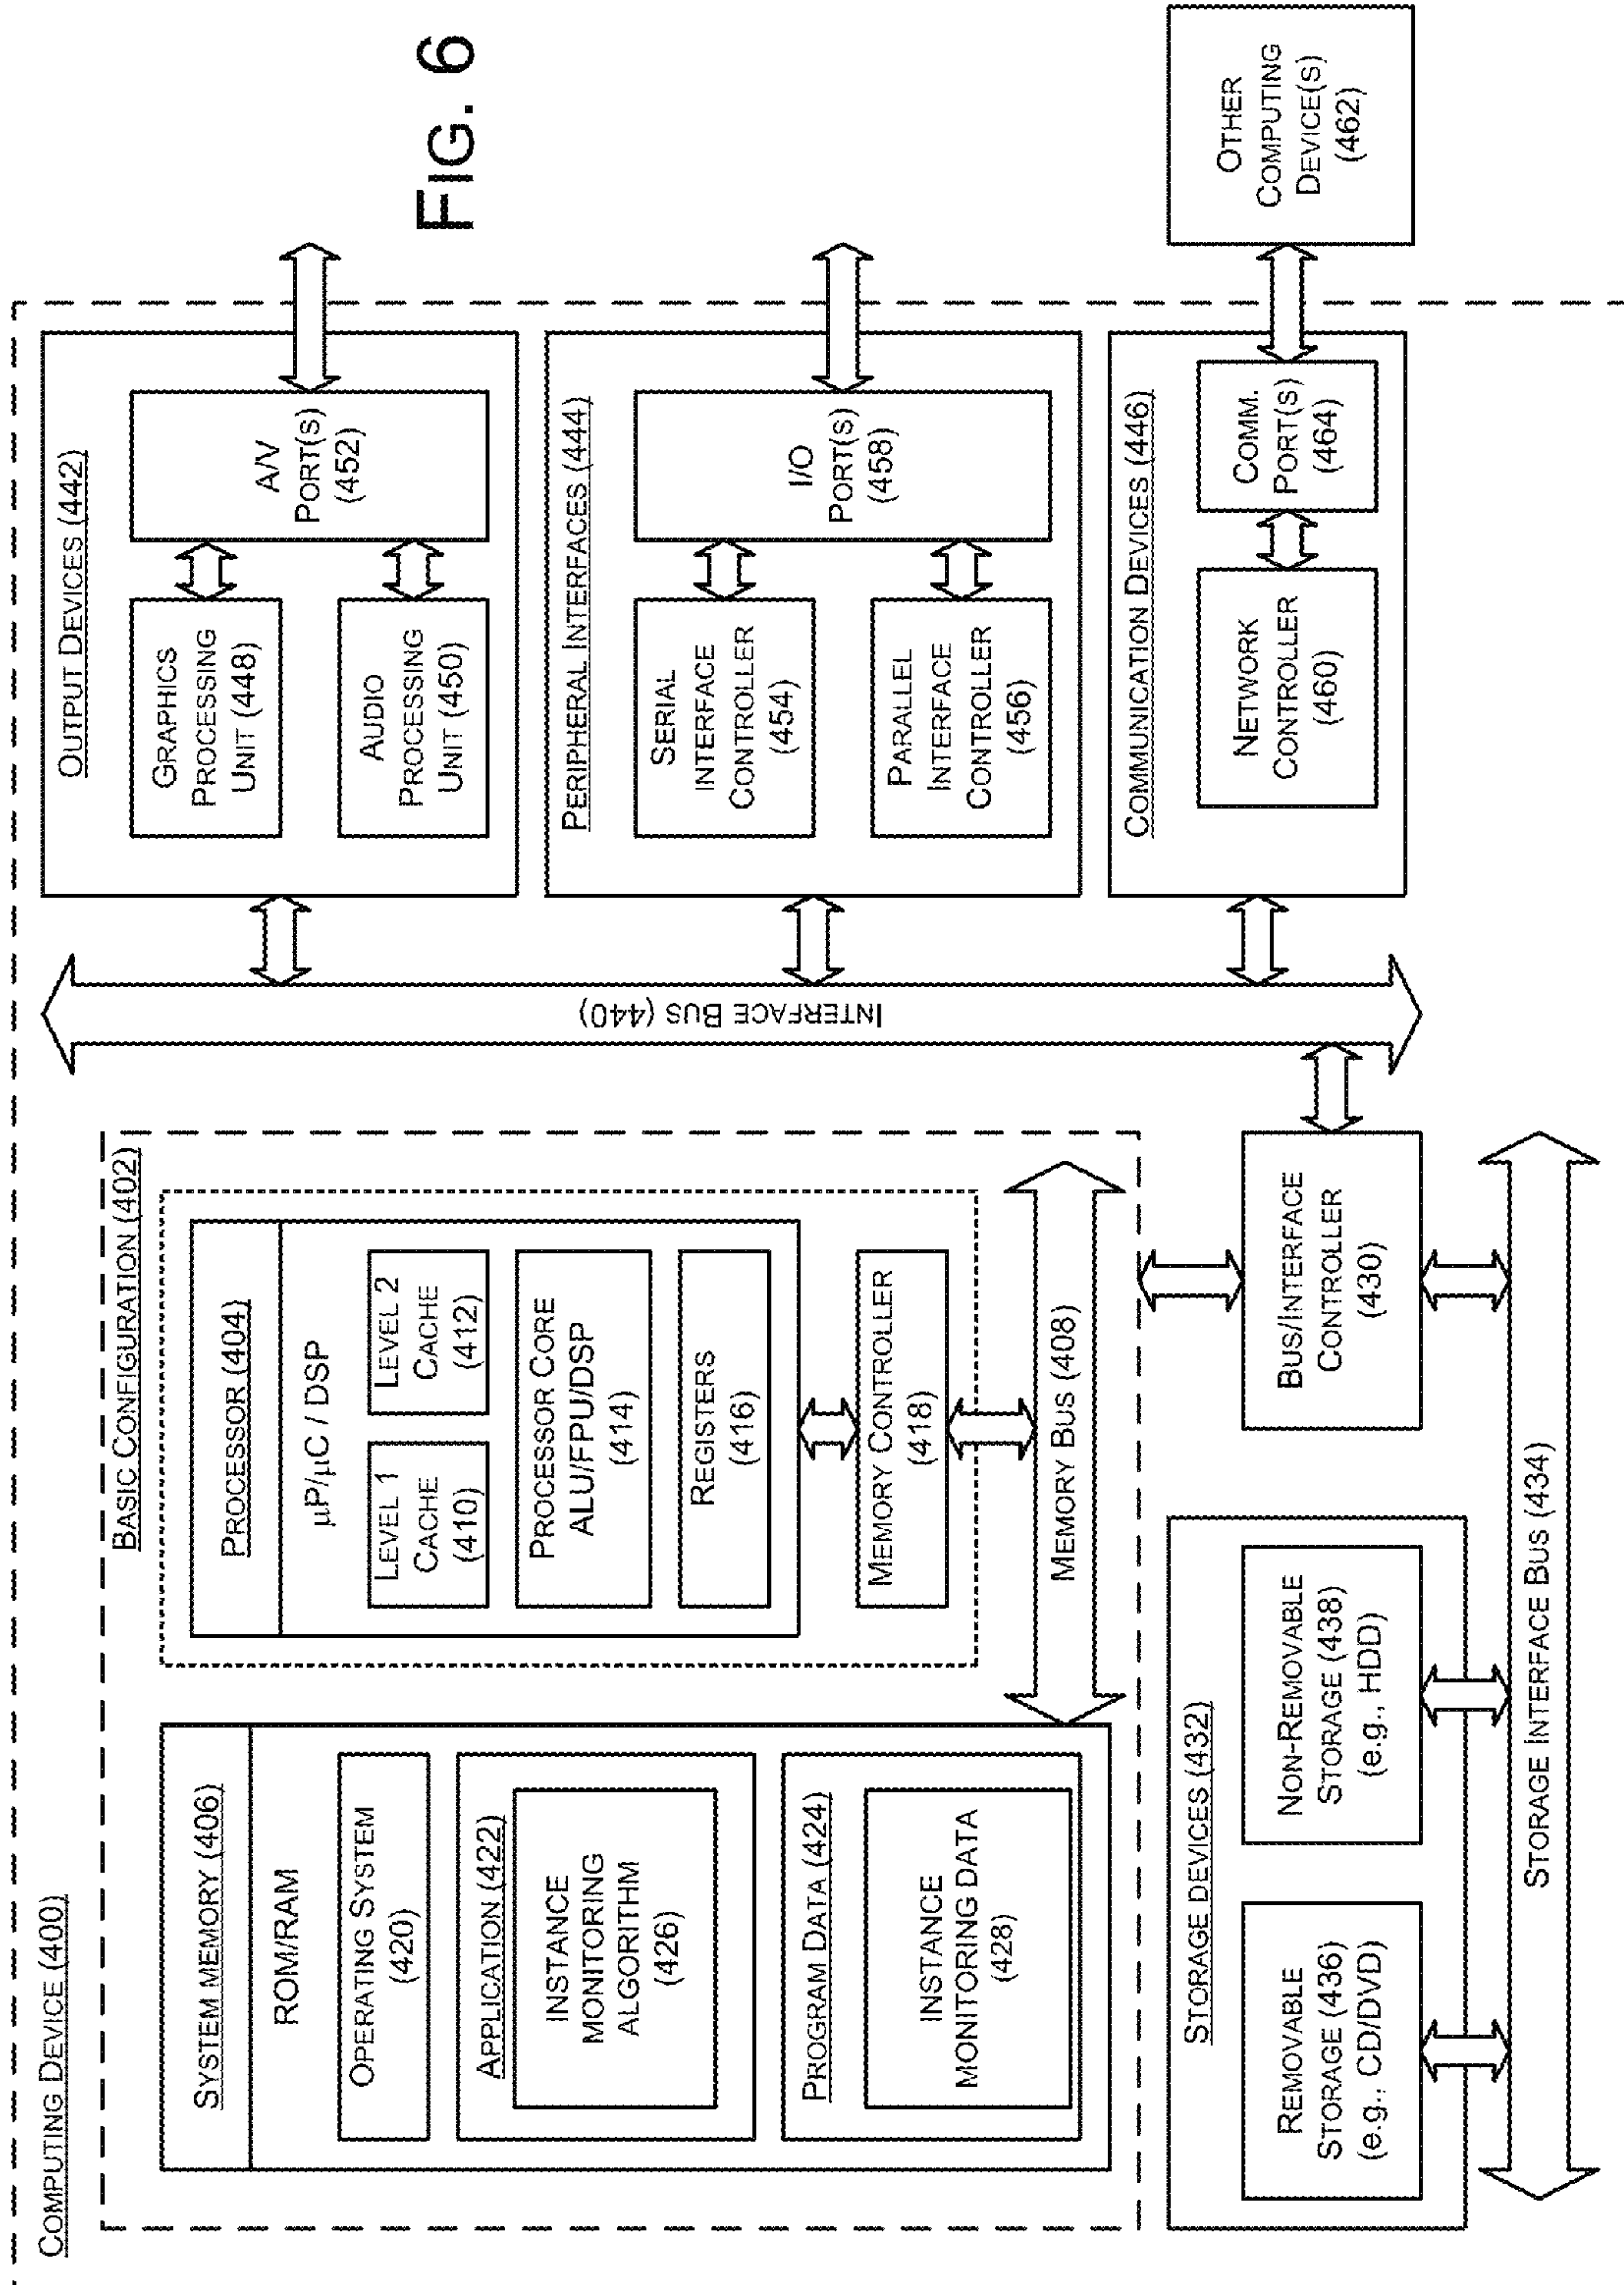 COMPUTING DEVICE (400)
BASIC CONFIGURATION (402)
SYSTEM MEMORY (406)
ROM/RAM
OPERATING SYSTEM
(420)
APPLICATION (422)
INSTANCE
MONITORING
ALGORITHM
(426)
PROGRAM DATA (424)
INSTANCE
MONITORING DATA
(428)
PROCESSOR (404)
µP/µC / DSP
LEVEL 1
CACHE
(410)
LEVEL 2
CACHE
(412)
PROCESSOR CORE
ALU/FPU/DSP
(414)
REGISTERS
(416)
MEMORY CONTROLLER
(418)
MEMORY BUS (408)
BUS/INTERFACE
CONTROLLER
(430)
STORAGE DEVICES (432)
REMOVABLE
STORAGE (436)
(e.g., CD/DVD)
NON-REMOVABLE
STORAGE (438)
(e.g., HDD)
STORAGE INTERFACE BUS (434)
INTERFACE BUS (440)
OUTPUT DEVICES (442)
GRAPHICS
PROCESSING
UNIT (448)
AUDIO
PROCESSING
UNIT (450)
A/V
PORT(S)
(452)
PERIPHERAL INTERFACES (444)
SERIAL
INTERFACE
CONTROLLER
(454)
PARALLEL
INTERFACE
CONTROLLER
(456)
I/O
PORT(S)
(458)
COMMUNICATION DEVICES (446)
NETWORK
CONTROLLER
(460)
COMM.
PORT(S)
(464)
OTHER
COMPUTING
DEVICE(S)
(462)
FIG. 6